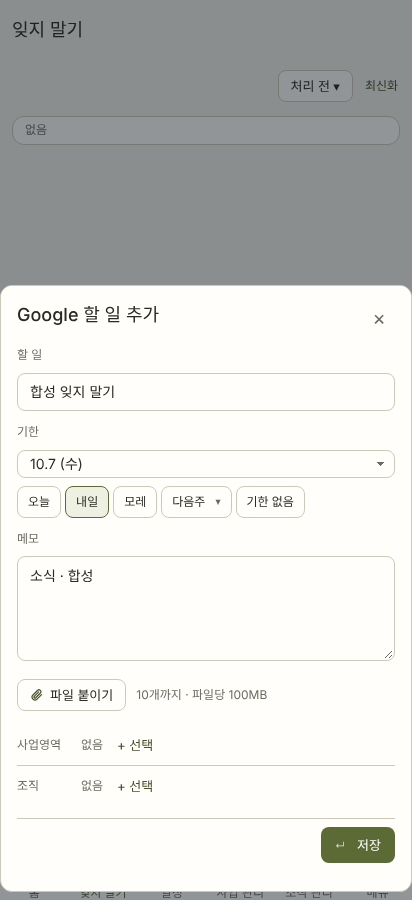 잊지 말기
처리 전 ▾ 최신화
없음
Google 할 일 추가 ✕
할 일
합성 잊지 말기
기한
10.7 (수)
오늘 내일 모레 다음주 ▾ 기한 없음
메모
소식 · 합성
파일 붙이기 10개까지 · 파일당 100MB
사업영역 없음 + 선택
조직 없음 + 선택
↵ 저장